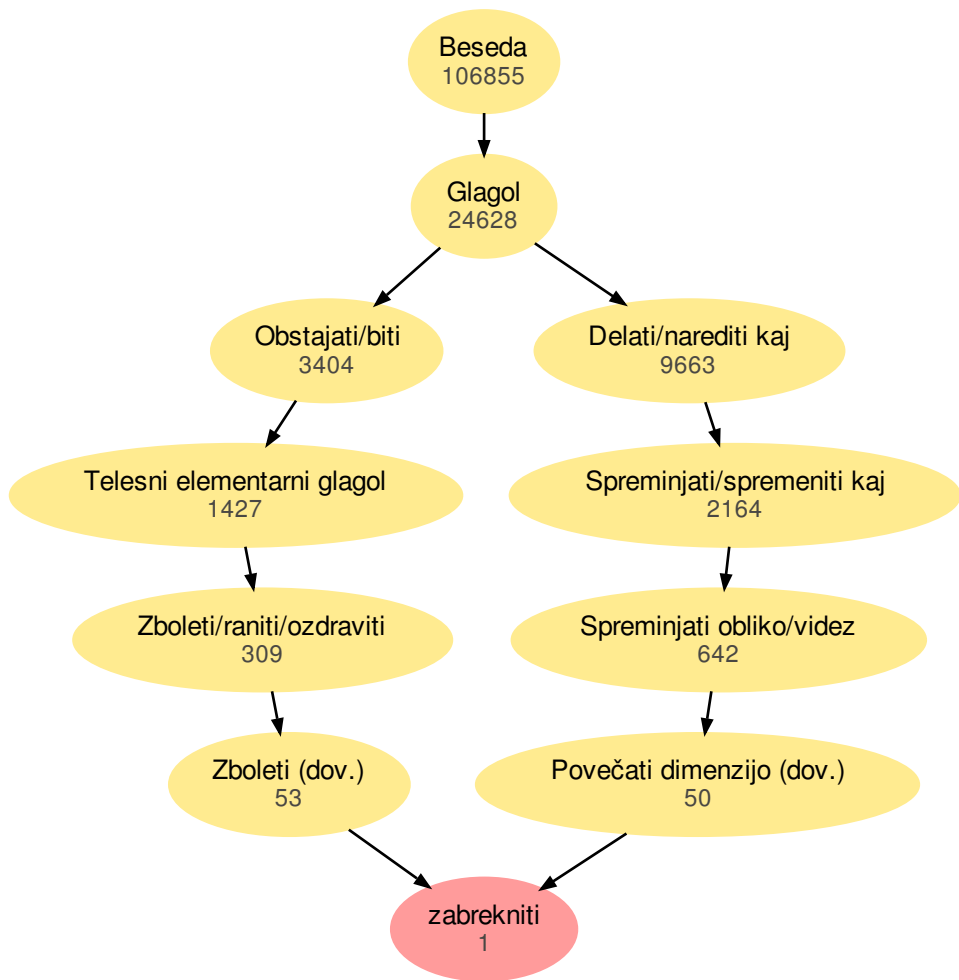 Beseda
106855
Glagol
24628
Obstajati/biti
3404
Delati/narediti kaj
9663
Telesni elementarni glagol
1427
Spreminjati/spremeniti kaj
2164
Zboleti/raniti/ozdraviti
309
Spreminjati obliko/videz
642
Zboleti (dov.)
53
Povečati dimenzijo (dov.)
50
zabrekniti
1